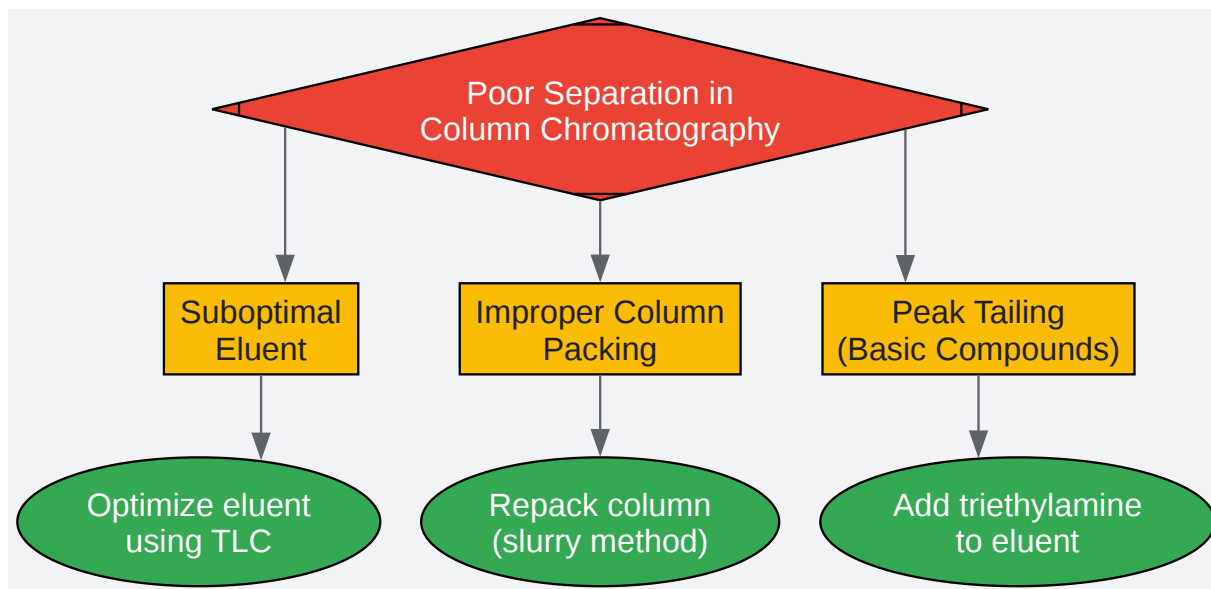 Poor Separation in
Column Chromatography
Suboptimal
Eluent
Improper Column
Packing
Peak Tailing
(Basic Compounds)
Optimize eluent
using TLC
Repack column
(slurry method)
Add triethylamine
to eluent